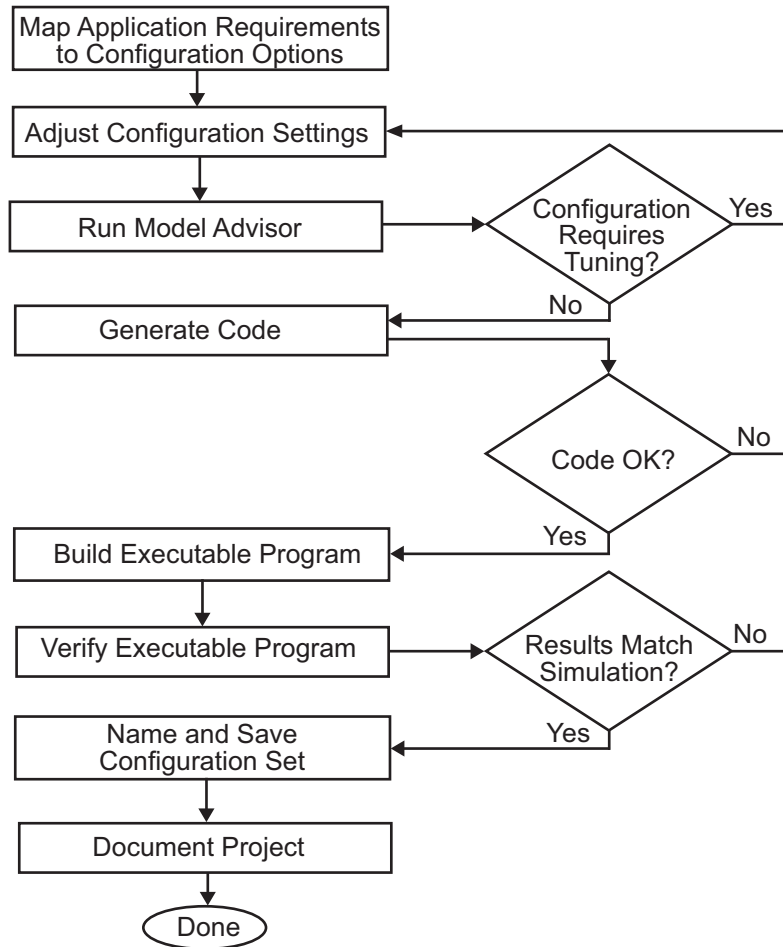 Map Application Requirements
to Configuration Options
Adjust Configuration Settings
Run Model Advisor
Configuration
Requires
Tuning?
Yes
No
Generate Code
Code OK?
No
Yes
Build Executable Program
Verify Executable Program
Results Match
Simulation?
No
Yes
Name and Save
Configuration Set
Document Project
Done